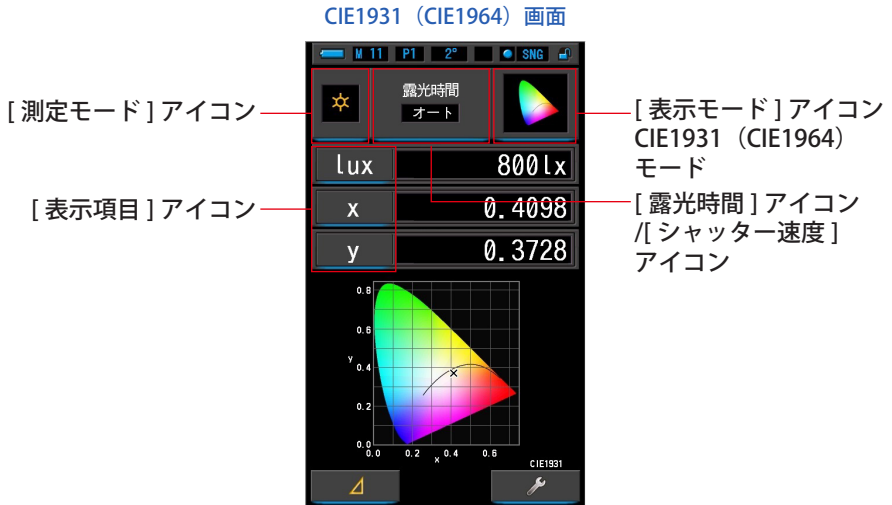 CIE1931（CIE1964）画面
M 11 P1 2° SNG
[ 測定モード ] アイコン
露光時間
オート
[ 表示モード ] アイコン
CIE1931（CIE1964）
モード
lux 800lx
[ 表示項目 ] アイコン
x 0.4098
[ 露光時間 ] アイコン
/[ シャッター速度 ]
アイコン
y 0.3728
0.8
0.6
y
0.4
0.2
0.0
0.0 0.2 x 0.4 0.6
CIE1931